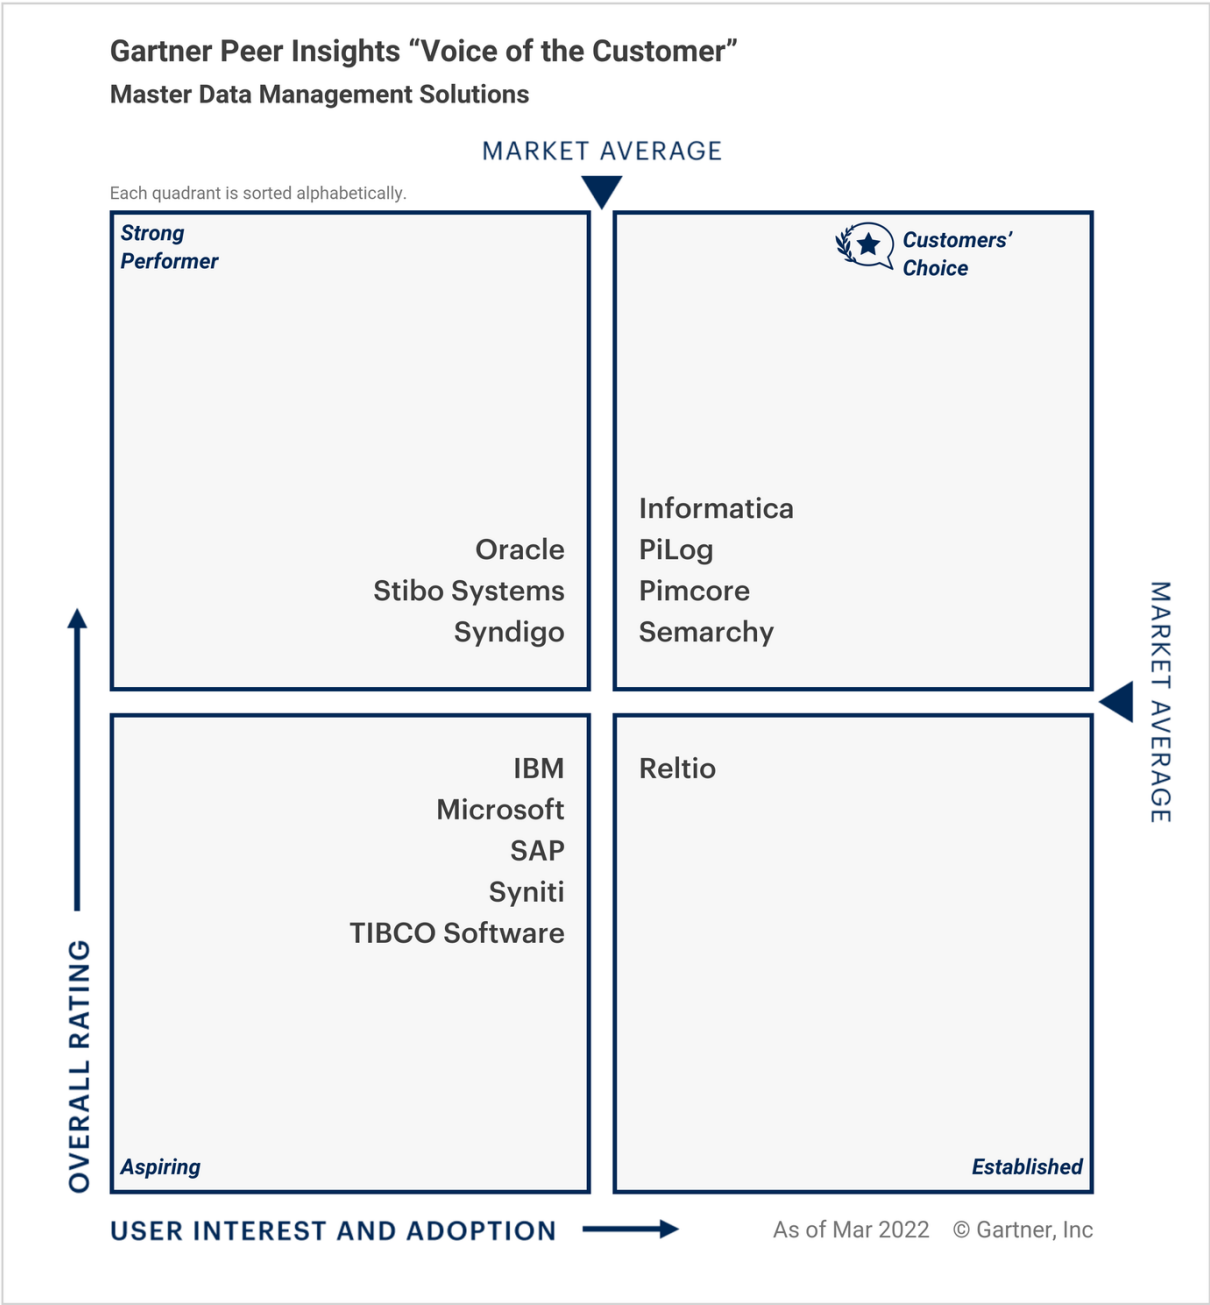 Gartner Peer Insights “Voice of the Customer”
Master Data Management Solutions
MARKET AVERAGE
Each quadrant is sorted alphabetically.
Strong
Performer
Customers’
Choice
Oracle
Stibo Systems
Syndigo
Informatica
PiLog
Pimcore
Semarchy
MARKET AVERAGE
IBM
Microsoft
SAP
Syniti
TIBCO Software
Reltio
OVERALL RATING
Aspiring
Established
USER INTEREST AND ADOPTION
As of Mar 2022 © Gartner, Inc